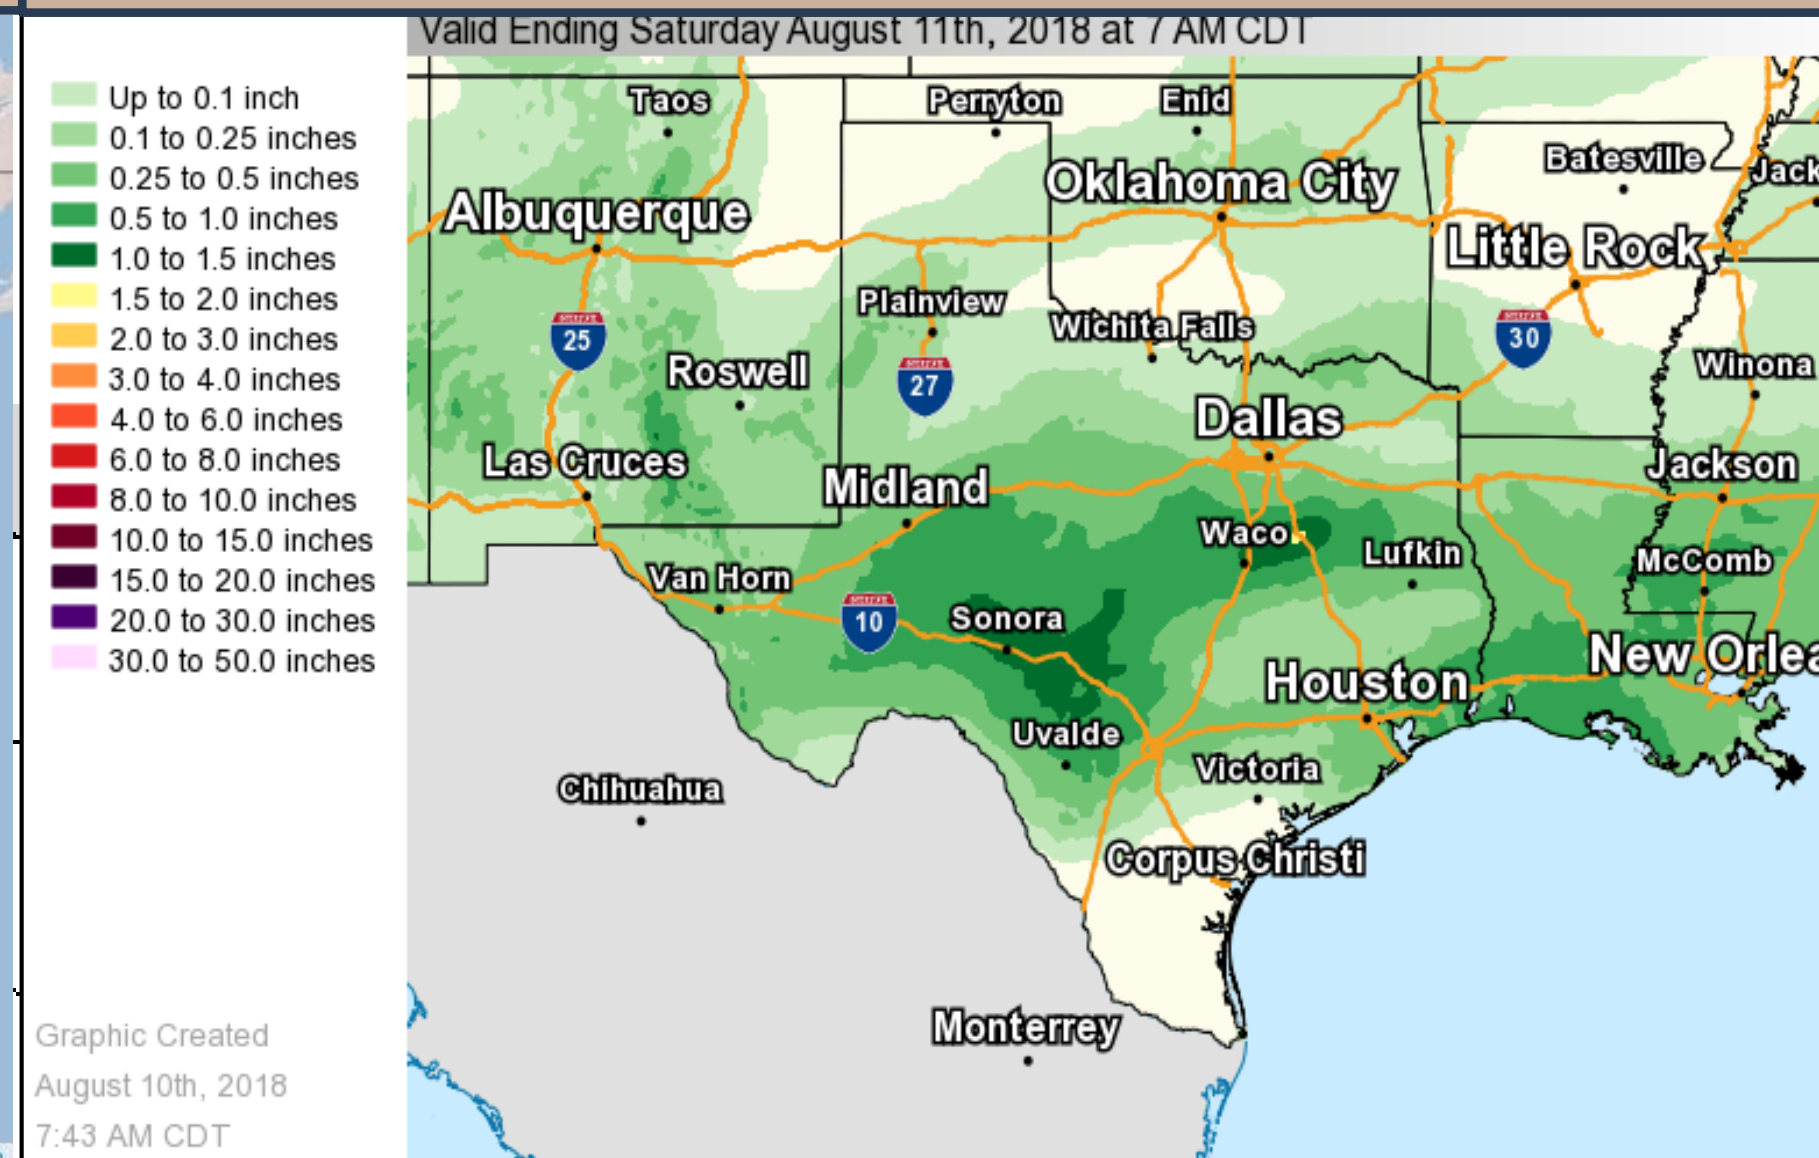 Valid Ending Saturday August 11th, 2018 at 7 AM CDT
Up to 0.1 inch
0.1 to 0.25 inches
0.25 to 0.5 inches
0.5 to 1.0 inches
1.0 to 1.5 inches
1.5 to 2.0 inches
2.0 to 3.0 inches
3.0 to 4.0 inches
4.0 to 6.0 inches
6.0 to 8.0 inches
8.0 to 10.0 inches
10.0 to 15.0 inches
15.0 to 20.0 inches
20.0 to 30.0 inches
30.0 to 50.0 inches
Graphic Created
August 10th, 2018
7:43 AM CDT
Taos
Perryton
Enid
Batesville
Jack
Oklahoma City
Albuquerque
Little Rock
Plainview
Wichita Falls
25
30
Winona
Roswell
27
Dallas
Las Cruces
Midland
Jackson
Waco
Lufkin
McComb
Van Horn
10
Sonora
New Orlea
Houston
Uvalde
Victoria
Chihuahua
Corpus Christi
Monterrey